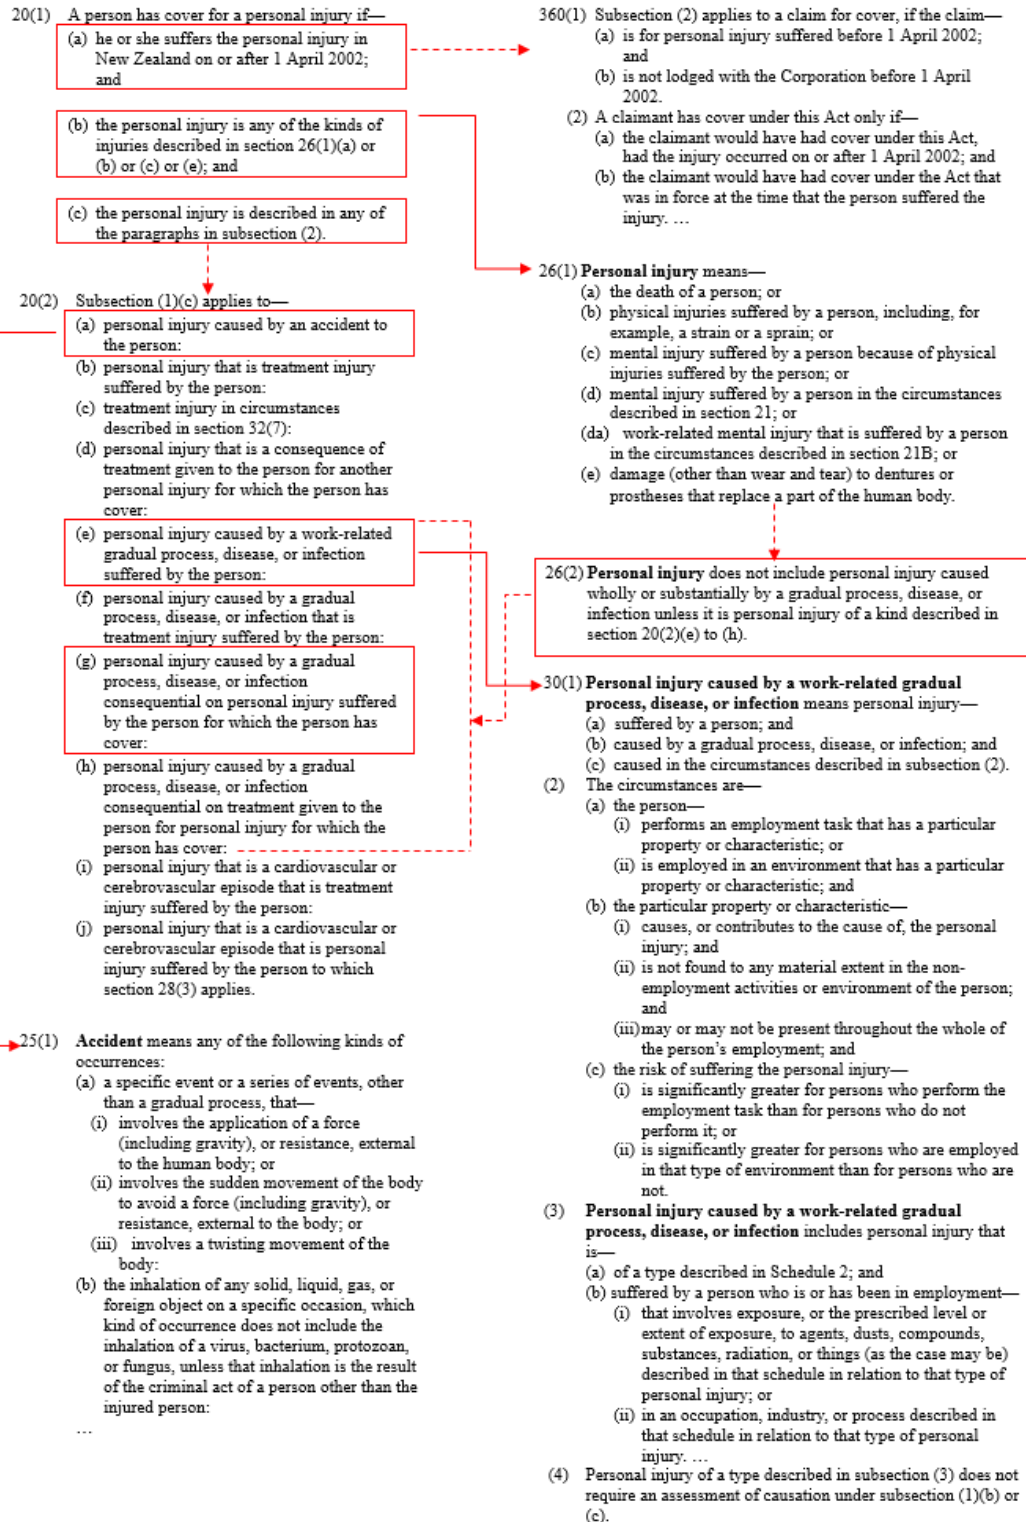 20(1) A person has cover for a personal injury if—
(a) he or she suffers the personal injury in
New Zealand on or after 1 April 2002;
and
(b) the personal injury is any of the kinds of
injuries described in section 26(1)(a) or
(b) or (c) or (e); and
(c) the personal injury is described in any of
the paragraphs in subsection (2).
20(2) Subsection (1)(c) applies to—
(a) personal injury caused by an accident to
the person:
(b) personal injury that is treatment injury
suffered by the person:
(c) treatment injury in circumstances
described in section 32(7):
(d) personal injury that is a consequence of
treatment given to the person for another
personal injury for which the person has
cover:
(e) personal injury caused by a work-related
gradual process, disease, or infection
suffered by the person:
(f) personal injury caused by a gradual
process, disease, or infection that is
treatment injury suffered by the person:
(g) personal injury caused by a gradual
process, disease, or infection
consequential on personal injury suffered
by the person for which the person has
cover:
(h) personal injury caused by a gradual
process, disease, or infection
consequential on treatment given to the
person for personal injury for which the
person has cover:
(i) personal injury that is a cardiovascular or
cerebrovascular episode that is treatment
injury suffered by the person:
(j) personal injury that is a cardiovascular or
cerebrovascular episode that is personal
injury suffered by the person to which
section 28(3) applies.
25(1) Accident means any of the following kinds of
occurrences:
(a) a specific event or a series of events, other
than a gradual process, that—
(i) involves the application of a force
(including gravity), or resistance, external
to the human body; or
(ii) involves the sudden movement of the body
to avoid a force (including gravity), or
resistance, external to the body; or
(iii) involves a twisting movement of the
body:
(b) the inhalation of any solid, liquid, gas, or
foreign object on a specific occasion, which
kind of occurrence does not include the
inhalation of a virus, bacterium, protozoan,
or fungus, unless that inhalation is the result
of the criminal act of a person other than the
injured person:
…
360(1) Subsection (2) applies to a claim for cover, if the claim—
(a) is for personal injury suffered before 1 April 2002;
and
(b) is not lodged with the Corporation before 1 April
2002.
(2) A claimant has cover under this Act only if—
(a) the claimant would have had cover under this Act,
had the injury occurred on or after 1 April 2002; and
(b) the claimant would have had cover under the Act that
was in force at the time that the person suffered the
injury. …
26(1) Personal injury means—
(a) the death of a person; or
(b) physical injuries suffered by a person, including, for
example, a strain or a sprain; or
(c) mental injury suffered by a person because of physical
injuries suffered by the person; or
(d) mental injury suffered by a person in the circumstances
described in section 21; or
(da) work-related mental injury that is suffered by a person
in the circumstances described in section 21B; or
(e) damage (other than wear and tear) to dentures or
prostheses that replace a part of the human body.
26(2) Personal injury does not include personal injury caused
wholly or substantially by a gradual process, disease, or
infection unless it is personal injury of a kind described in
section 20(2)(e) to (h).
30(1) Personal injury caused by a work-related gradual
process, disease, or infection means personal injury—
(a) suffered by a person; and
(b) caused by a gradual process, disease, or infection; and
(c) caused in the circumstances described in subsection (2).
(2) The circumstances are—
(a) the person—
(i) performs an employment task that has a particular
property or characteristic; or
(ii) is employed in an environment that has a particular
property or characteristic; and
(b) the particular property or characteristic—
(i) causes, or contributes to the cause of, the personal
injury; and
(ii) is not found to any material extent in the non-
employment activities or environment of the person;
and
(iii) may or may not be present throughout the whole of
the person's employment; and
(c) the risk of suffering the personal injury—
(i) is significantly greater for persons who perform the
employment task than for persons who do not
perform it; or
(ii) is significantly greater for persons who are employed
in that type of environment than for persons who are
not.
(3) Personal injury caused by a work-related gradual
process, disease, or infection includes personal injury that
is—
(a) of a type described in Schedule 2; and
(b) suffered by a person who is or has been in employment—
(i) that involves exposure, or the prescribed level or
extent of exposure, to agents, dusts, compounds,
substances, radiation, or things (as the case may be)
described in that schedule in relation to that type of
personal injury; or
(ii) in an occupation, industry, or process described in
that schedule in relation to that type of personal
injury. …
(4) Personal injury of a type described in subsection (3) does not
require an assessment of causation under subsection (1)(b) or
(c).